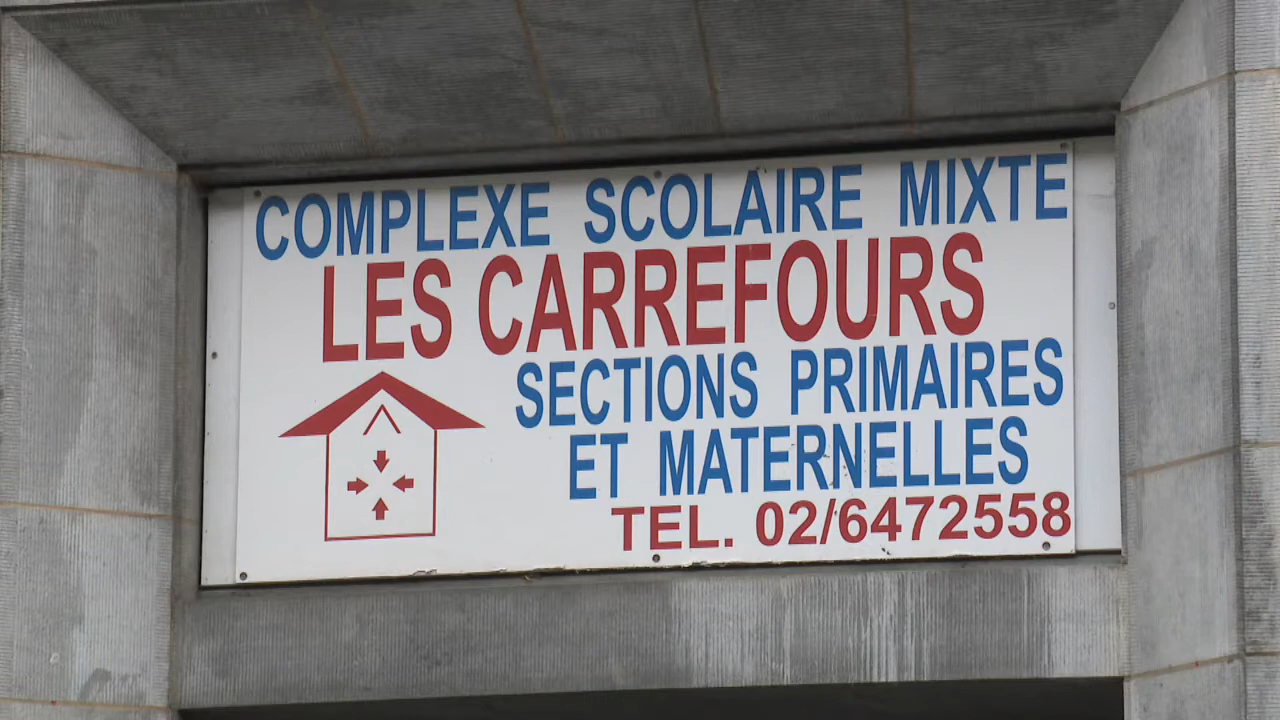 COMPLEXE SCOLAIRE MIXTE
LES CARREFOURS
SECTIONS PRIMAIRES
ET MATERNELLES
TEL. 02/6472558